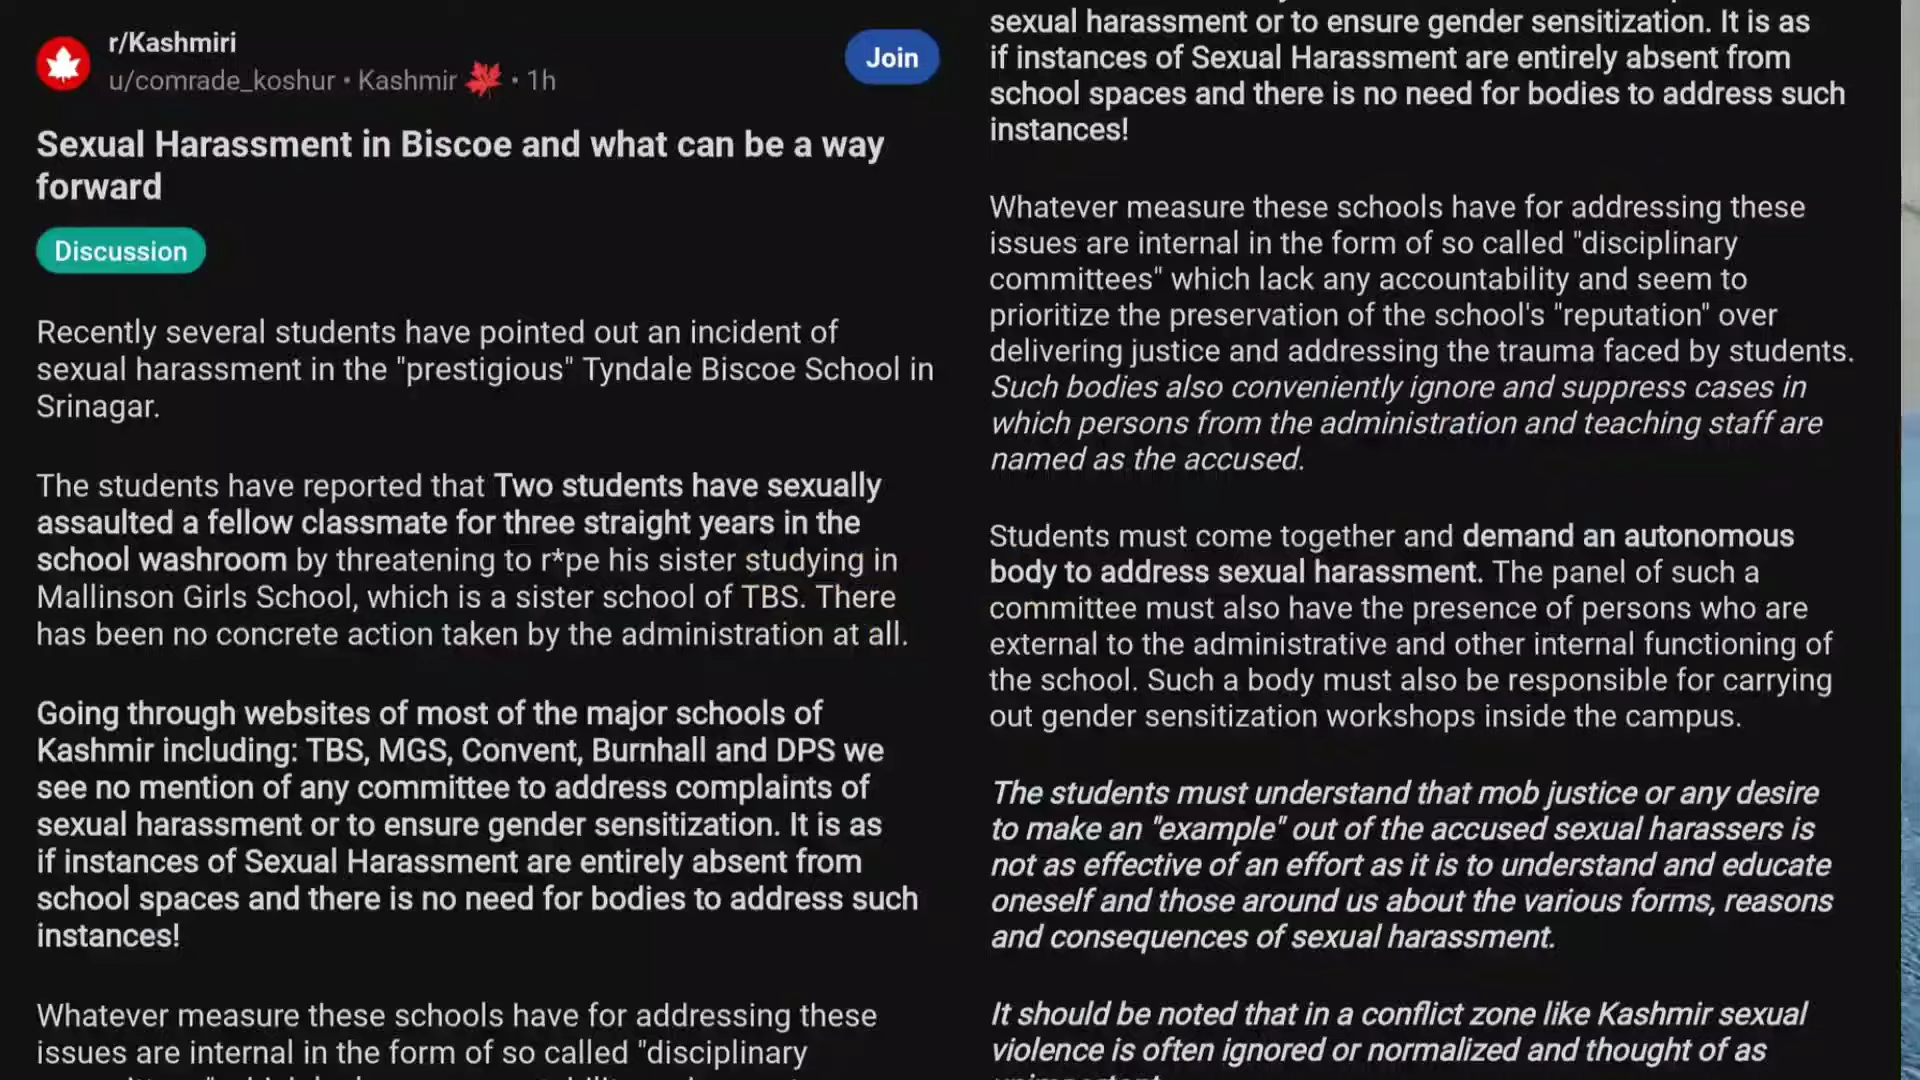 r/Kashmiri
u/comrade_koshur • Kashmir 🍁 • 1h
Join
Sexual Harassment in Biscoe and what can be a way
forward
Discussion
Recently several students have pointed out an incident of
sexual harassment in the "prestigious" Tyndale Biscoe School in
Srinagar.
The students have reported that Two students have sexually
assaulted a fellow classmate for three straight years in the
school washroom by threatening to r*pe his sister studying in
Mallinson Girls School, which is a sister school of TBS. There
has been no concrete action taken by the administration at all.
Going through websites of most of the major schools of
Kashmir including: TBS, MGS, Convent, Burnhall and DPS we
see no mention of any committee to address complaints of
sexual harassment or to ensure gender sensitization. It is as
if instances of Sexual Harassment are entirely absent from
school spaces and there is no need for bodies to address such
instances!
Whatever measure these schools have for addressing these
issues are internal in the form of so called "disciplinary
sexual harassment or to ensure gender sensitization. It is as
if instances of Sexual Harassment are entirely absent from
school spaces and there is no need for bodies to address such
instances!
Whatever measure these schools have for addressing these
issues are internal in the form of so called "disciplinary
committees" which lack any accountability and seem to
prioritize the preservation of the school's "reputation" over
delivering justice and addressing the trauma faced by students.
Such bodies also conveniently ignore and suppress cases in
which persons from the administration and teaching staff are
named as the accused.
Students must come together and demand an autonomous
body to address sexual harassment. The panel of such a
committee must also have the presence of persons who are
external to the administrative and other internal functioning of
the school. Such a body must also be responsible for carrying
out gender sensitization workshops inside the campus.
The students must understand that mob justice or any desire
to make an "example" out of the accused sexual harassers is
not as effective of an effort as it is to understand and educate
oneself and those around us about the various forms, reasons
and consequences of sexual harassment.
It should be noted that in a conflict zone like Kashmir sexual
violence is often ignored or normalized and thought of as